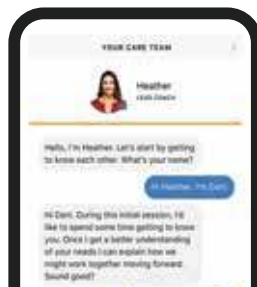 YOUR CARE TEAM
Heather
LEAD COACH
Hello, I'm Heather. Let's start by getting
to know each other. What's your name?
Hi Heather, I'm Dani.
Hi Dani. During this initial session, I'd
like to spend some time getting to know
you. Once I get a better understanding
of your needs I can explain how we
might work together moving forward.
Sound good?